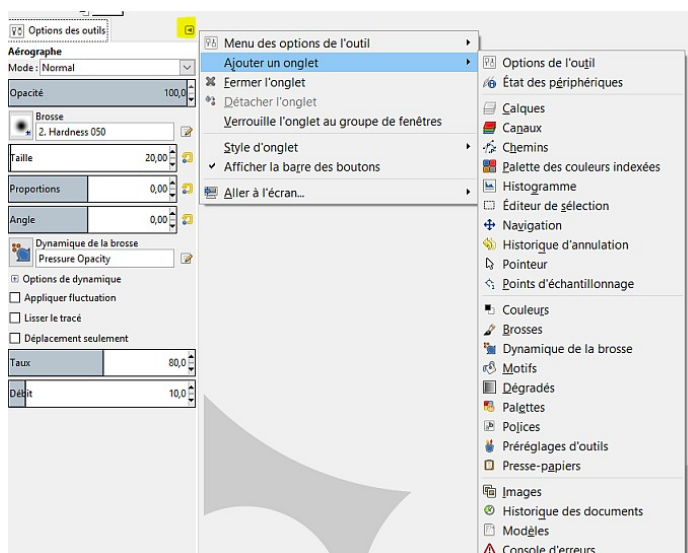 Options des outils
Aérographe
Mode : Normal
Opacité 100,0
Brosse
2. Hardness 050
Taille 20,00
Proportions 0,00
Angle 0,00
Dynamique de la brosse
Pressure Opacity
Options de dynamique
Appliquer fluctuation
Lisser le tracé
Déplacement seulement
Taux 80,0
Débit 10,0
Menu des options de l'outil
Ajouter un onglet
Fermer l'onglet
Détacher l'onglet
Verrouille l'onglet au groupe de fenêtres
Style d'onglet
Afficher la barre des boutons
Aller à l'écran...
Options de l'outil
État des périphériques
Calques
Canaux
Chemins
Palette des couleurs indexées
Histogramme
Éditeur de sélection
Navigation
Historique d'annulation
Pointeur
Points d'échantillonnage
Couleurs
Brosses
Dynamique de la brosse
Motifs
Dégradés
Palettes
Polices
Préréglages d'outils
Presse-papiers
Images
Historique des documents
Modèles
Console d'erreurs